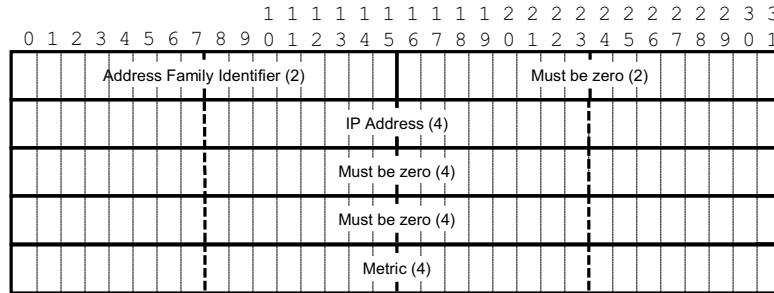 1 1 1 1 1 1 1 1 1 1 2 2 2 2 2 2 2 2 2 2 3 3
0 1 2 3 4 5 6 7 8 9 0 1 2 3 4 5 6 7 8 9 0 1 2 3 4 5 6 7 8 9 0 1
Address Family Identifier (2) Must be zero (2)
IP Address (4)
Must be zero (4)
Must be zero (4)
Metric (4)